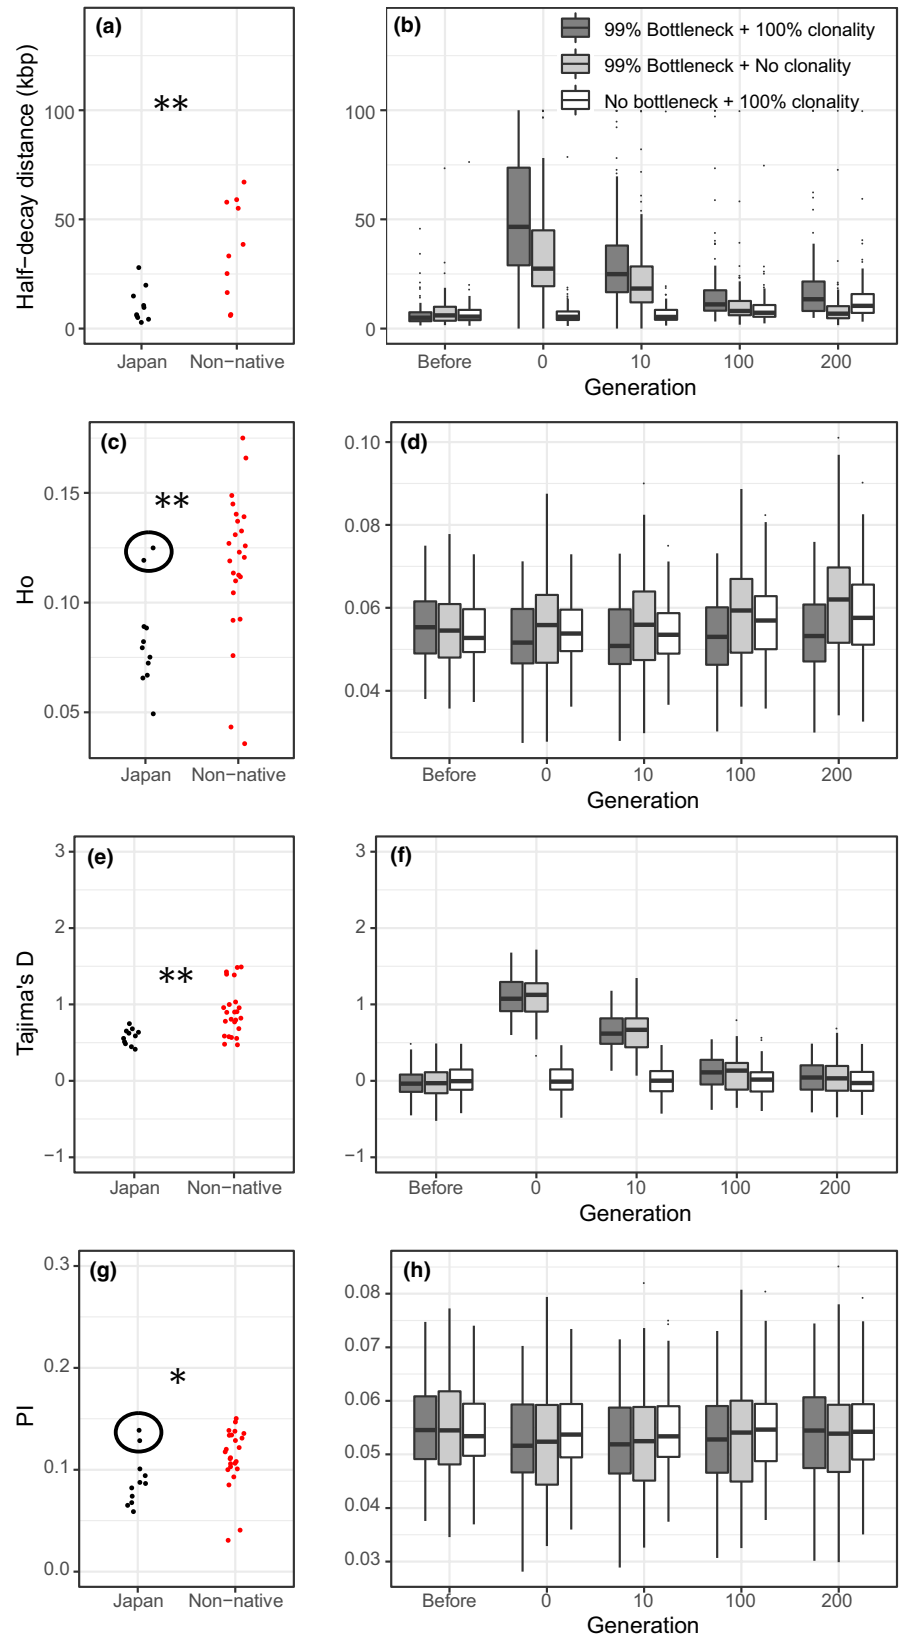 (a)
**
Half−decay distance (kbp)
100
50
0
Japan
Non−native
(b)
99% Bottleneck + 100% clonality
99% Bottleneck + No clonality
No bottleneck + 100% clonality
100
50
0
Before
0
10
100
200
Generation
(c)
**
Ho
0.15
0.10
0.05
Japan
Non−native
(d)
0.10
0.08
0.06
0.04
Before
0
10
100
200
Generation
(e)
**
Tajima's D
3
2
1
0
−1
Japan
Non−native
(f)
3
2
1
0
−1
Before
0
10
100
200
Generation
(g)
*
PI
0.3
0.2
0.1
0.0
Japan
Non−native
(h)
0.08
0.07
0.06
0.05
0.04
0.03
Before
0
10
100
200
Generation